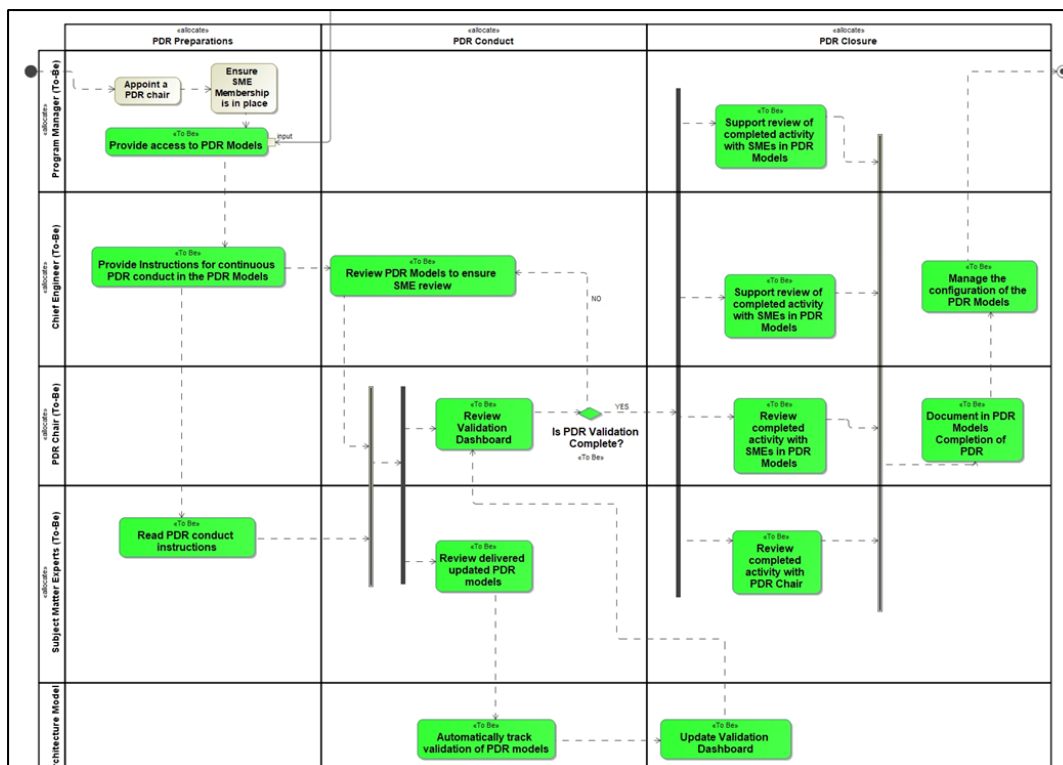 «allocate»
PDR Preparations
«allocate»
PDR Conduct
«allocate»
PDR Closure
«allocate»
Program Manager (To-Be)
Appoint a
PDR chair
Ensure
SME
Membership
is in place
«To Be»
Provide access to PDR Models
input
«To Be»
Support review of
completed activity
with SMEs in PDR
Models
«allocate»
Chief Engineer (To-Be)
«To Be»
Provide Instructions for continuous
PDR conduct in the PDR Models
«To Be»
Review PDR Models to ensure
SME review
NO
«To Be»
Support review of
completed activity
with SMEs in PDR
Models
«To Be»
Manage the
configuration of the
PDR Models
«allocate»
PDR Chair (To-Be)
«To Be»
Review
Validation
Dashboard
YES
Is PDR Validation
Complete?
«To Be»
«To Be»
Review
completed
activity with
SMEs in PDR
Models
«To Be»
Document in PDR
Models
Completion of
PDR
«allocate»
Subject Matter Experts (To-Be)
«To Be»
Read PDR conduct
instructions
«To Be»
Review delivered
updated PDR
models
«To Be»
Review
completed
activity with
PDR Chair
Model
«To Be»
Automatically track
validation of PDR models
«To Be»
Update Validation
Dashboard